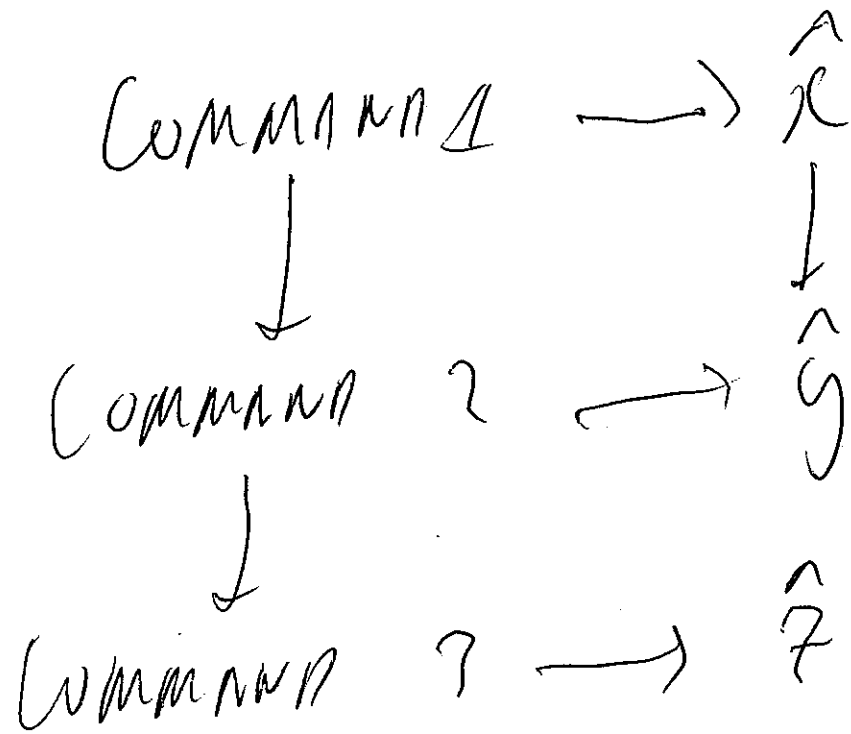 COMMAND 1 → x̂
↓ ↓
COMMAND 2 → ŷ
↓
COMMAND 3 → ẑ